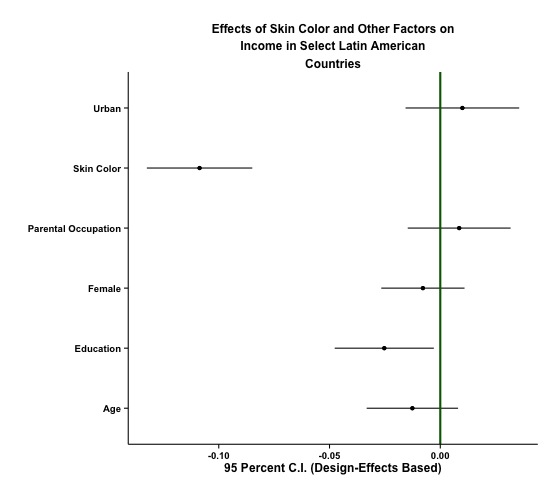 Effects of Skin Color and Other Factors on
Income in Select Latin American
Countries
Urban
Skin Color
Parental Occupation
Female
Education
Age
-0.10
-0.05
0.00
95 Percent C.I. (Design-Effects Based)